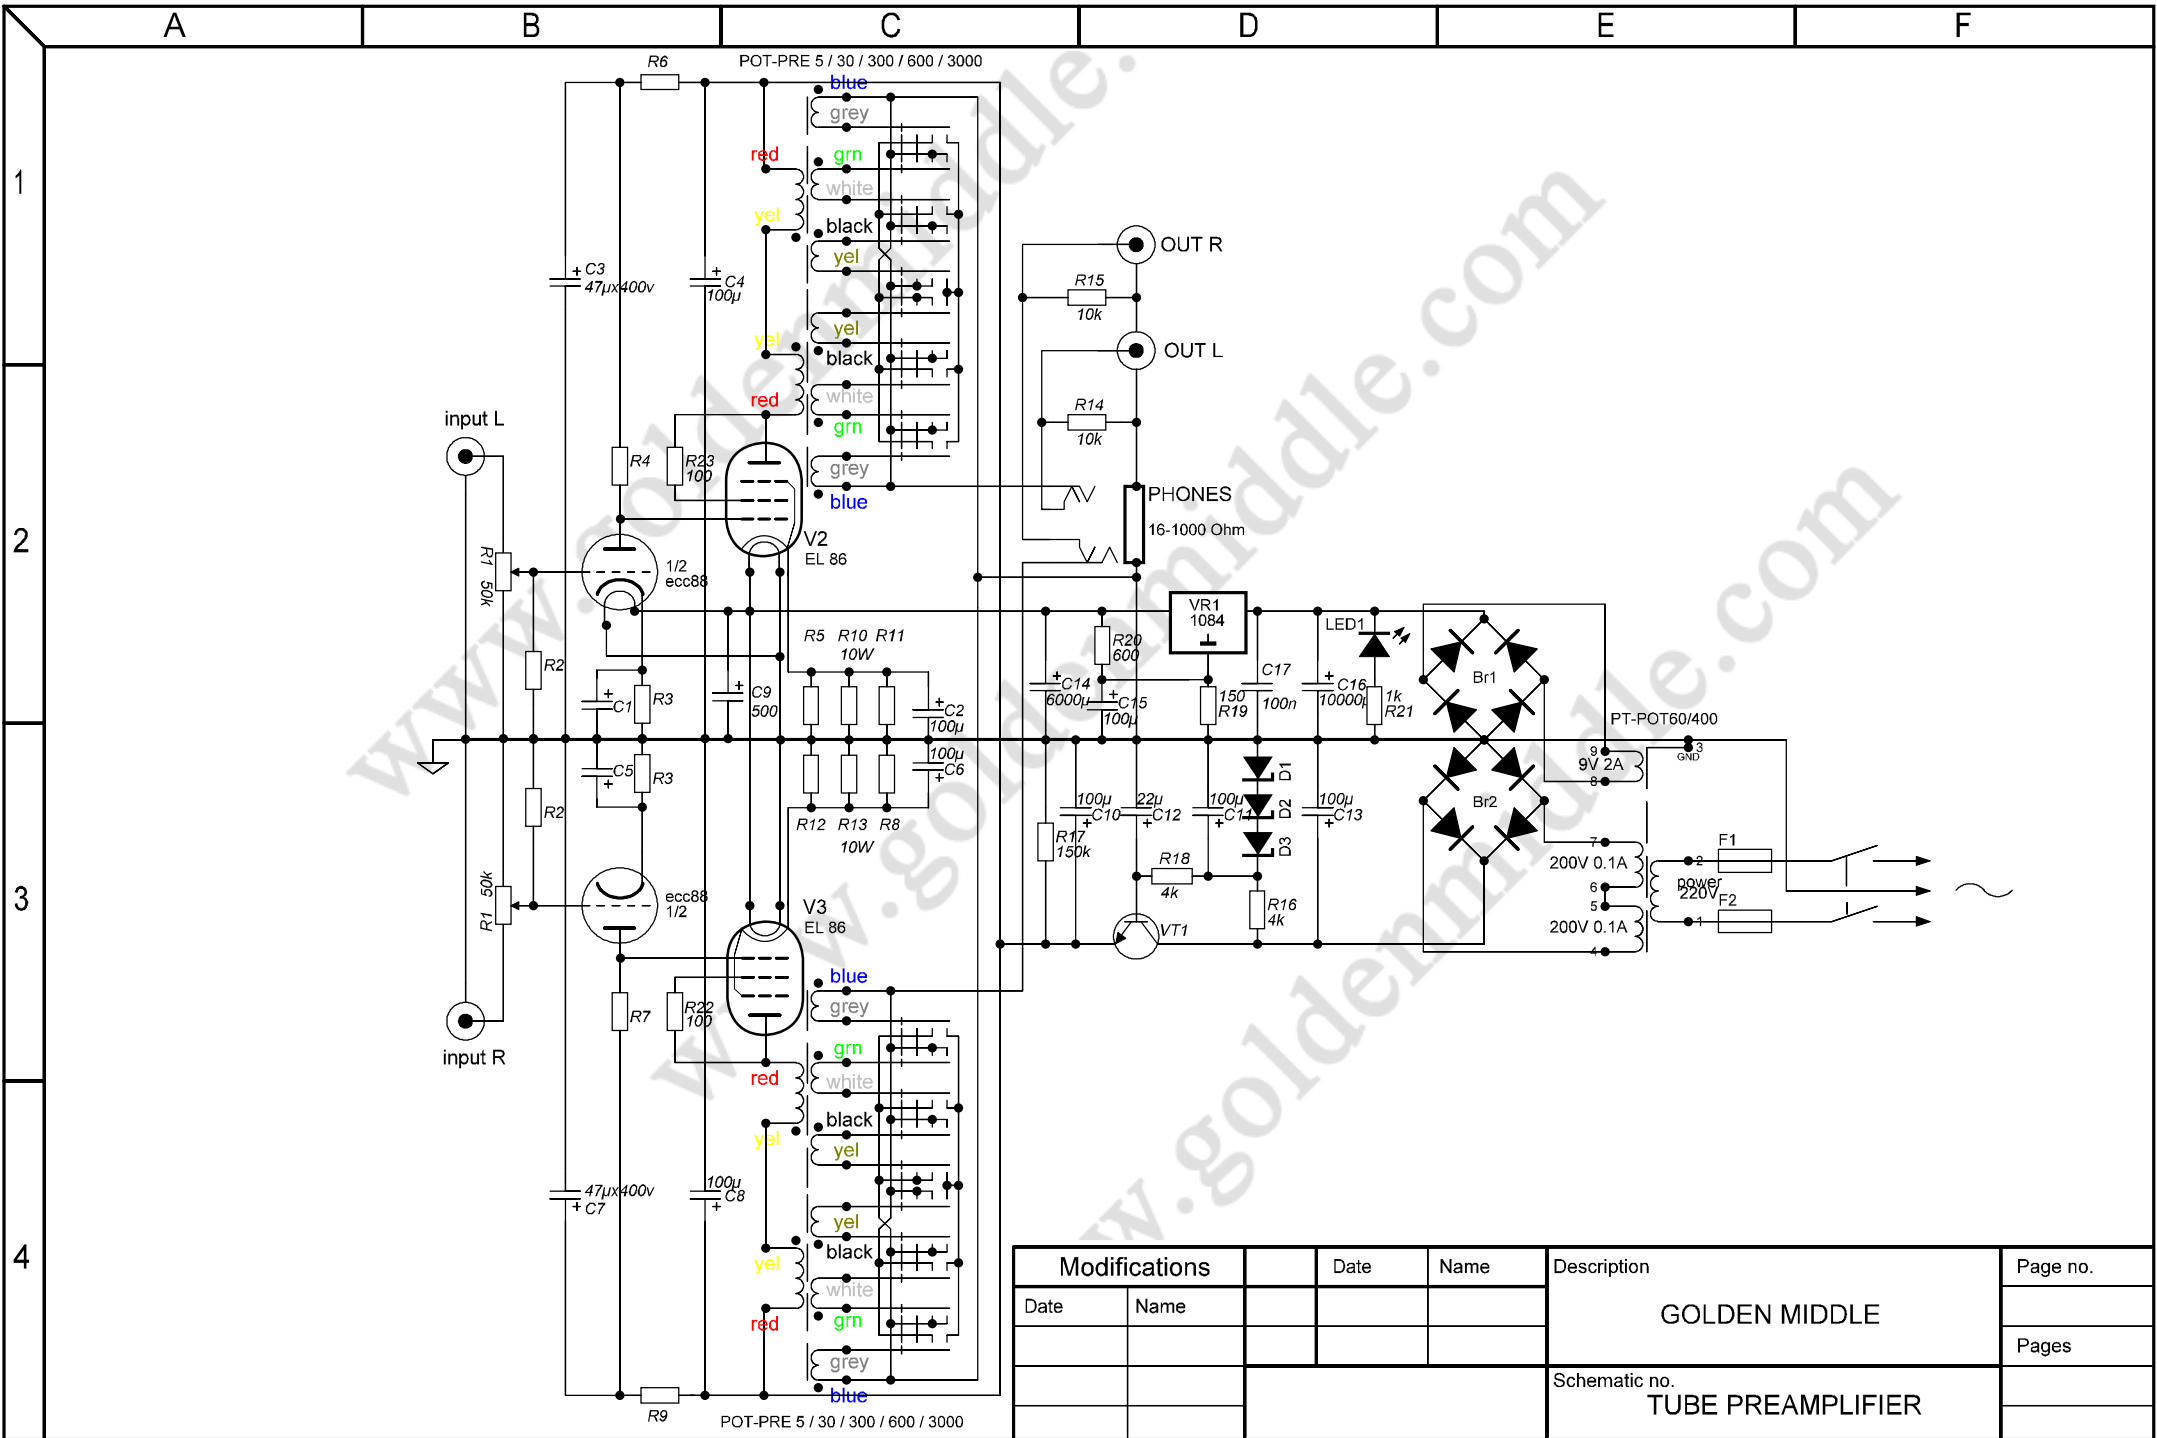 A B C D E F
1
2
3
4
POT-PRE 5 / 30 / 300 / 600 / 3000
R6
blue
grey
red
grn
white
yel
black
yel
+ C3
47µx400v
+ C4
100µ
yel
yel
black
white
red
grn
grey
blue
OUT R
R15
10k
OUT L
R14
10k
input L
R4
R23
100
PHONES
16-1000 Ohm
V2
EL 86
R1 50k
1/2
ecc88
R2
R5 R10 R11
10W
+ C1
R3
+ C9
500
+ C2
100µ
VR1
1084
R20
600
LED1
+ C14
6000µ
+ C15
100µ
150
R19
C17
100n
+ C16
10000µ
1k
R21
Br1
PT-POT60/400
9
9V 2A
8
3
GND
C5
+
R3
100µ
C6
+
R2
R12 R13 R8
10W
100µ
+ C10
22µ
+ C12
100µ
+ C11
D1
D2
D3
100µ
+ C13
Br2
R17
150k
R18
4k
R16
4k
VT1
7
200V 0.1A
6
5
200V 0.1A
4
2
power
220V
1
F1
F2
R1 50k
ecc88
1/2
V3
EL 86
R7
R22
100
input R
blue
grey
grn
red
white
black
yel
yel
47µx400v
+ C7
100µ
C8
+
yel
black
yel
white
red
grn
grey
blue
R9
POT-PRE 5 / 30 / 300 / 600 / 3000
www.goldenmiddle.com
w.goldenmiddle.com
w.goldenmiddle.com
Modifications
Date Name
Date Name
Description
GOLDEN MIDDLE
Schematic no.
TUBE PREAMPLIFIER
Page no.
Pages